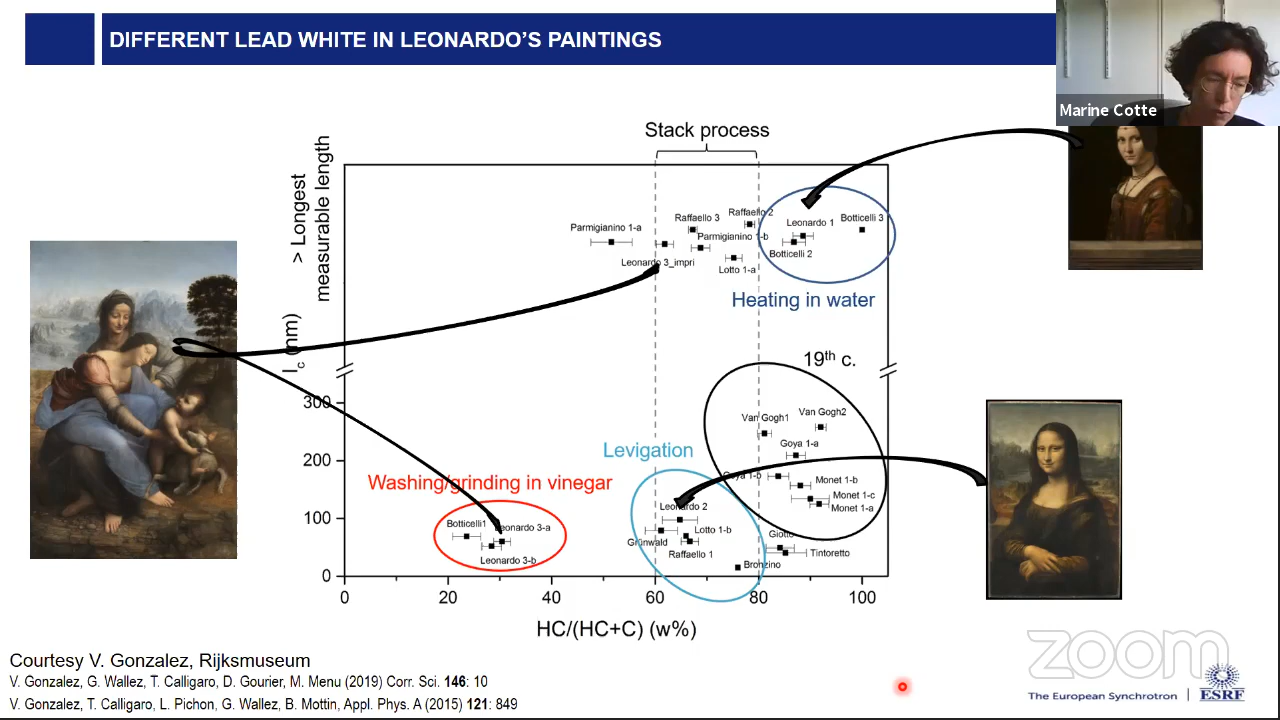 DIFFERENT LEAD WHITE IN LEONARDO'S PAINTINGS
Marine Cotte
Stack process
> Longest
measurable length
Parmigianino 1-a
Raffaello 3
Raffaello 2
Parmigianino 1-b
Leonardo 1
Botticelli 3
Botticelli 2
Leonardo 3_impri
Lotto 1-a
Heating in water
lc (nm)
19th c.
300
200
100
0
Van Gogh1
Van Gogh2
Goya 1-a
Goya 1-b
Monet 1-b
Monet 1-c
Monet 1-a
Levigation
Washing/grinding in vinegar
Leonardo 2
Botticelli1
Leonardo 3-a
Leonardo 3-b
Grünwald
Lotto 1-b
Raffaello 1
Giotto
Tintoretto
Bronzino
0
20
40
60
80
100
HC/(HC+C) (w%)
Courtesy V. Gonzalez, Rijksmuseum
V. Gonzalez, G. Wallez, T. Calligaro, D. Gourier, M. Menu (2019) Corr. Sci. 146: 10
V. Gonzalez, T. Calligaro, L. Pichon, G. Wallez, B. Mottin, Appl. Phys. A (2015) 121: 849
zoom
The European Synchrotron
ESRF